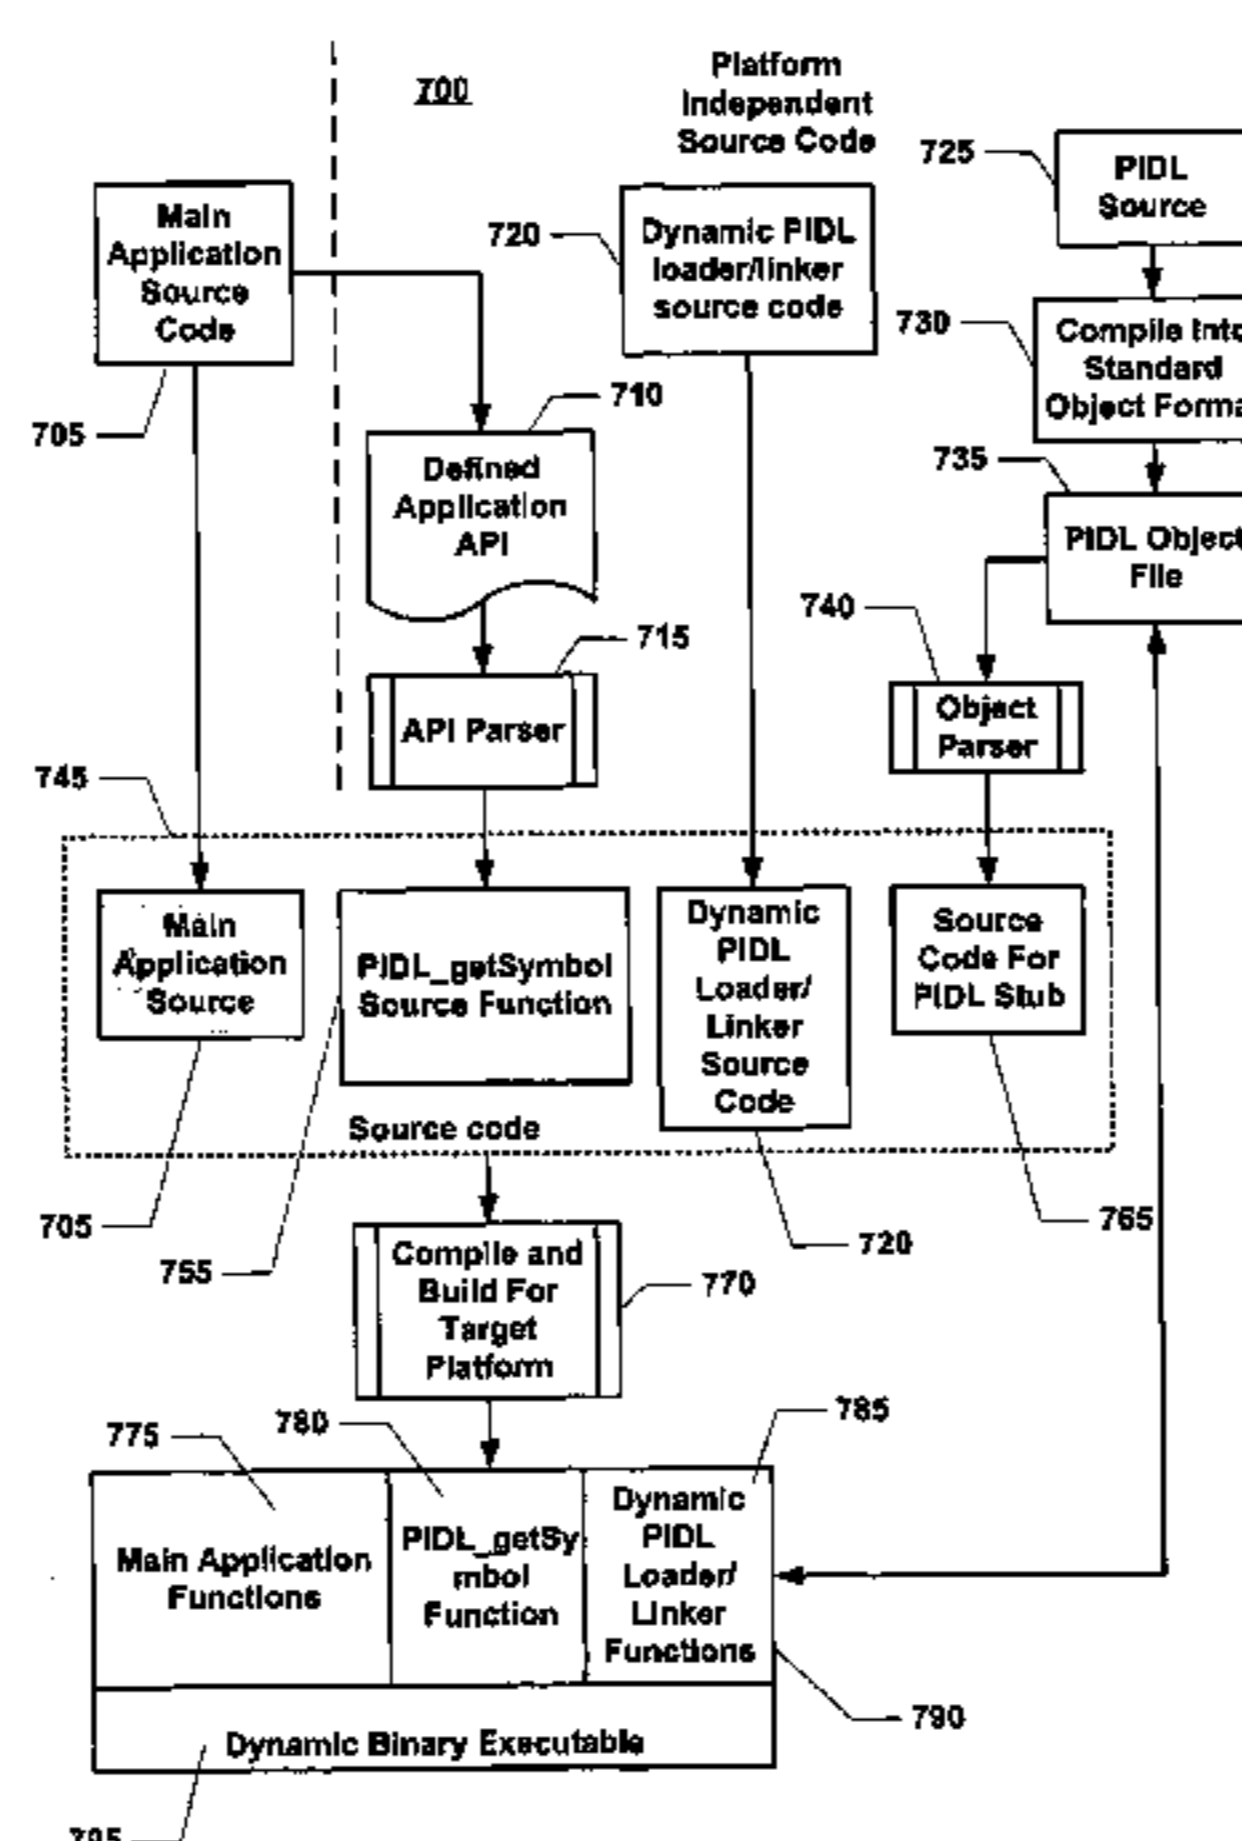 700
Platform
Independent
Source Code
725
PIDL
Source
Main
Application
Source
Code
720
Dynamic PIDL
loader/linker
source code
730
Compile
Standard
Object
710
705
735
Defined
Application
API
PIDL Object
File
740
715
API Parser
Object
Parser
745
Main
Application
Source
PIDL_getSymbol
Source Function
Dynamic
PIDL
Loader/
Linker
Source
Code
Source
Code For
PIDL Stub
Source code
705
755
720
765
Compile and
Build For
Target
Platform
770
775
780
785
Main Application
Functions
PIDL_getSy
mbol
Function
Dynamic
PIDL
Loader/
Linker
Functions
790
Dynamic Binary Executable